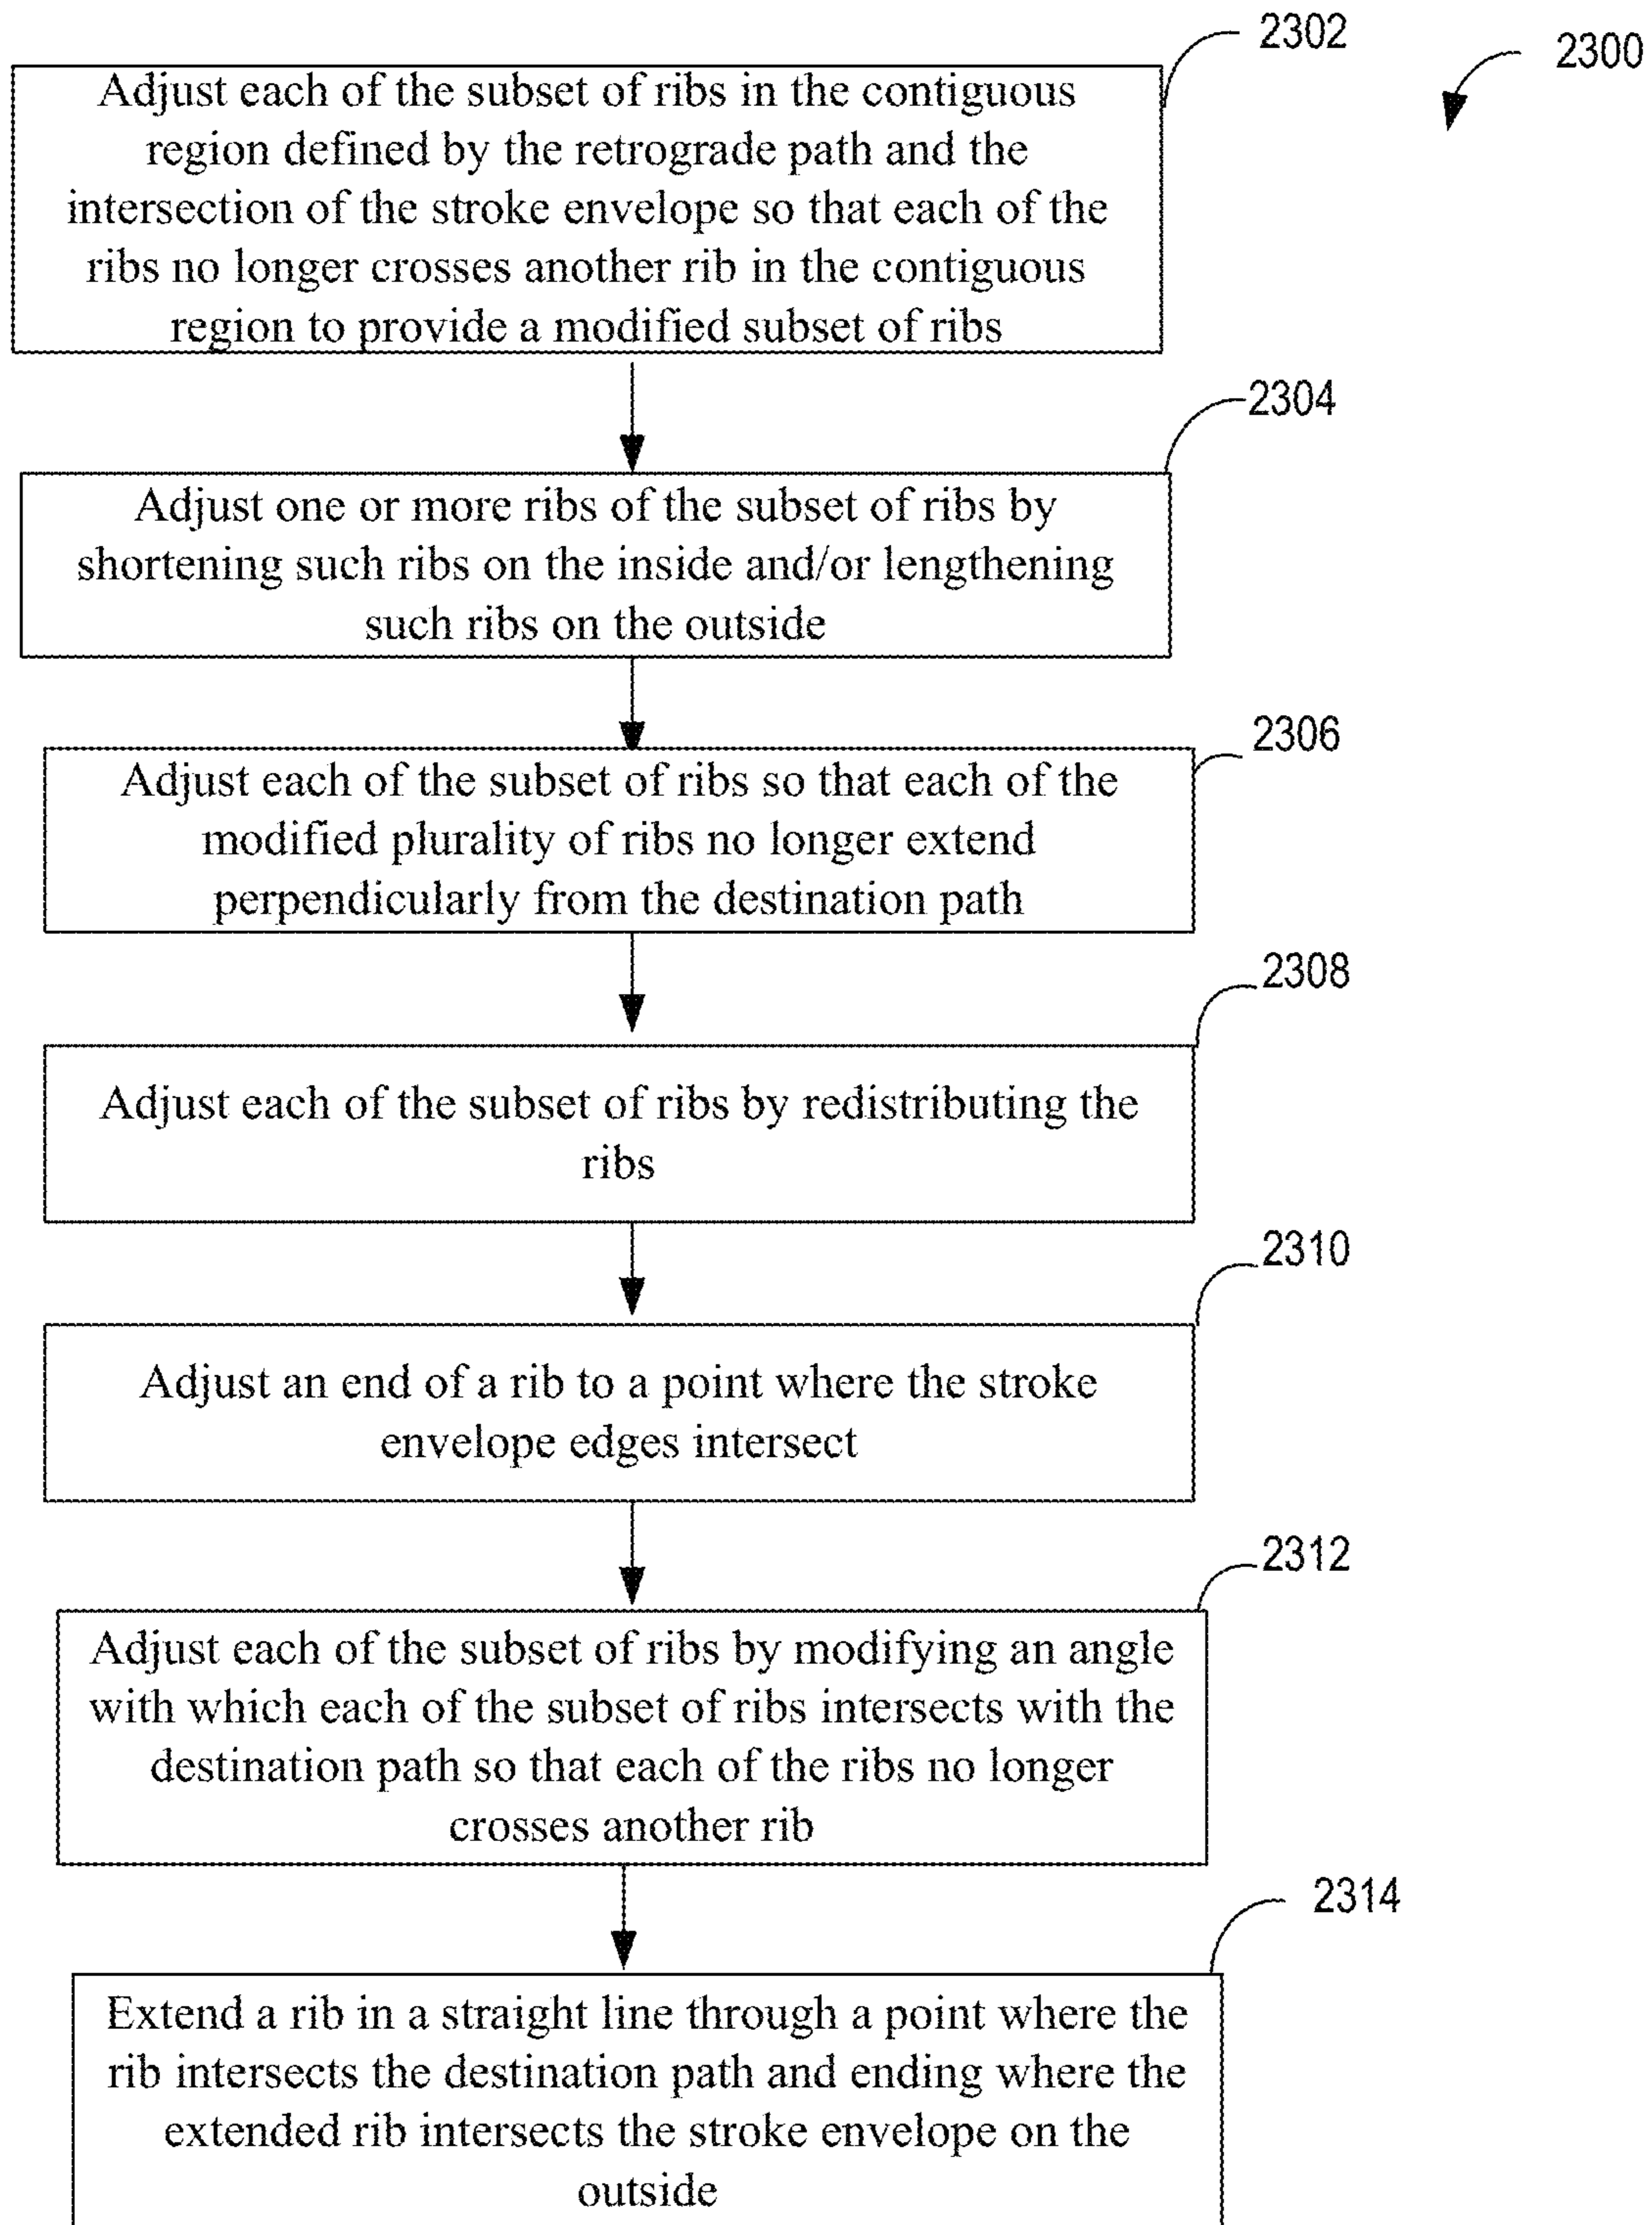 2302
2300
Adjust each of the subset of ribs in the contiguous
region defined by the retrograde path and the
intersection of the stroke envelope so that each of the
ribs no longer crosses another rib in the contiguous
region to provide a modified subset of ribs
2304
Adjust one or more ribs of the subset of ribs by
shortening such ribs on the inside and/or lengthening
such ribs on the outside
2306
Adjust each of the subset of ribs so that each of the
modified plurality of ribs no longer extend
perpendicularly from the destination path
2308
Adjust each of the subset of ribs by redistributing the
ribs
2310
Adjust an end of a rib to a point where the stroke
envelope edges intersect
2312
Adjust each of the subset of ribs by modifying an angle
with which each of the subset of ribs intersects with the
destination path so that each of the ribs no longer
crosses another rib
2314
Extend a rib in a straight line through a point where the
rib intersects the destination path and ending where the
extended rib intersects the stroke envelope on the
outside